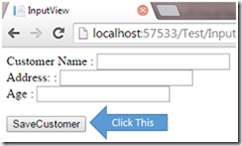 InputView
localhost:57533/Test/Input
Customer Name :
Address: :
Age :
SaveCustomer
Click This